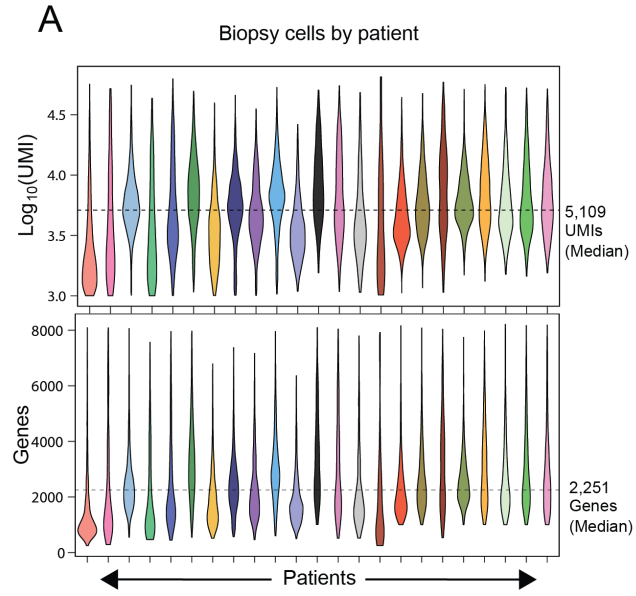 A
Biopsy cells by patient
Log10(UMI)
4.5
4.0
3.5
3.0
5,109
UMIs
(Median)
Genes
8000
6000
4000
2000
0
2,251
Genes
(Median)
Patients